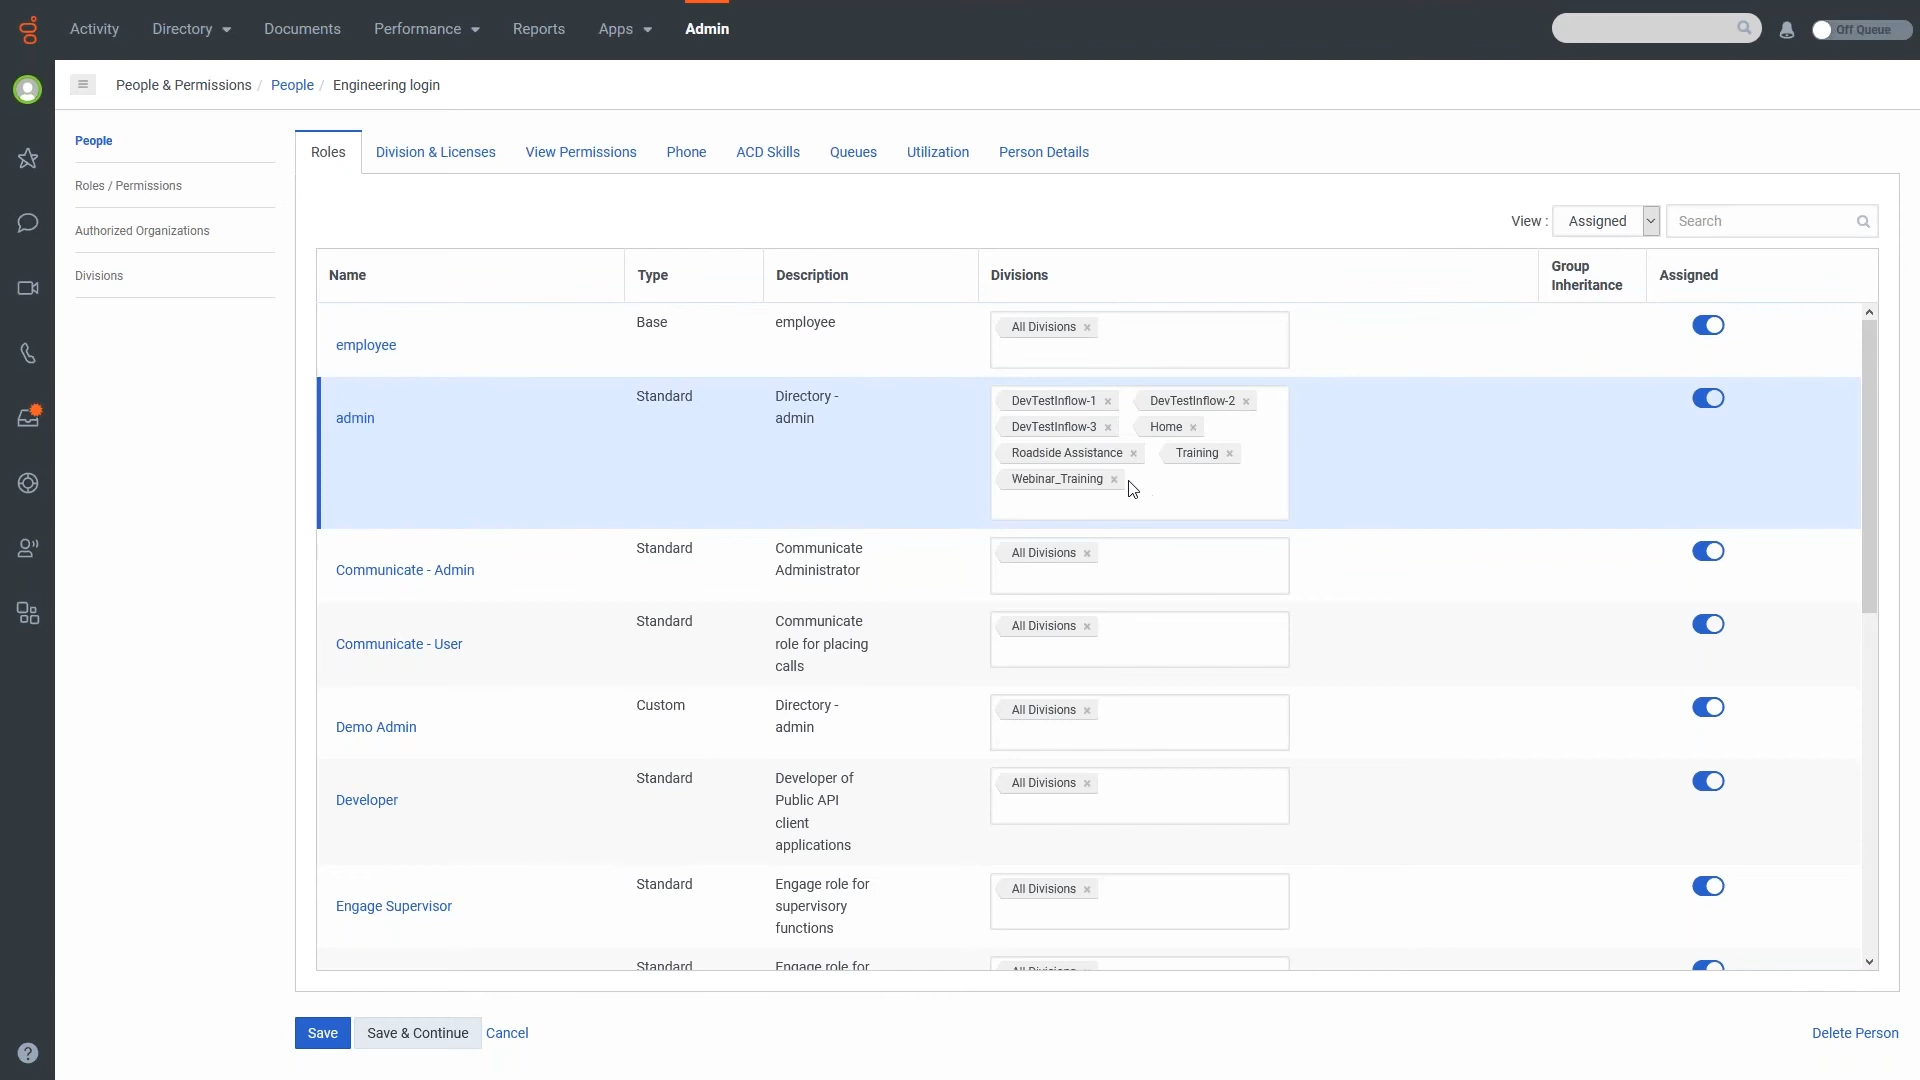 Activity Directory Documents Performance Reports Apps Admin Off Queue
People & Permissions / People / Engineering login
People
Roles / Permissions
Authorized Organizations
Divisions
Roles Division & Licenses View Permissions Phone ACD Skills Queues Utilization Person Details
View : Assigned Search
Name Type Description Divisions Group Inheritance Assigned
employee Base employee All Divisions ×
admin Standard Directory - admin
DevTestInflow-1 × DevTestInflow-2 ×
DevTestInflow-3 × Home ×
Roadside Assistance × Training ×
Webinar_Training ×
Communicate - Admin Standard Communicate Administrator All Divisions ×
Communicate - User Standard Communicate role for placing calls All Divisions ×
Demo Admin Custom Directory - admin All Divisions ×
Developer Standard Developer of Public API client applications All Divisions ×
Engage Supervisor Standard Engage role for supervisory functions All Divisions ×
Standard Engage role for All Divisions
Save Save & Continue Cancel Delete Person